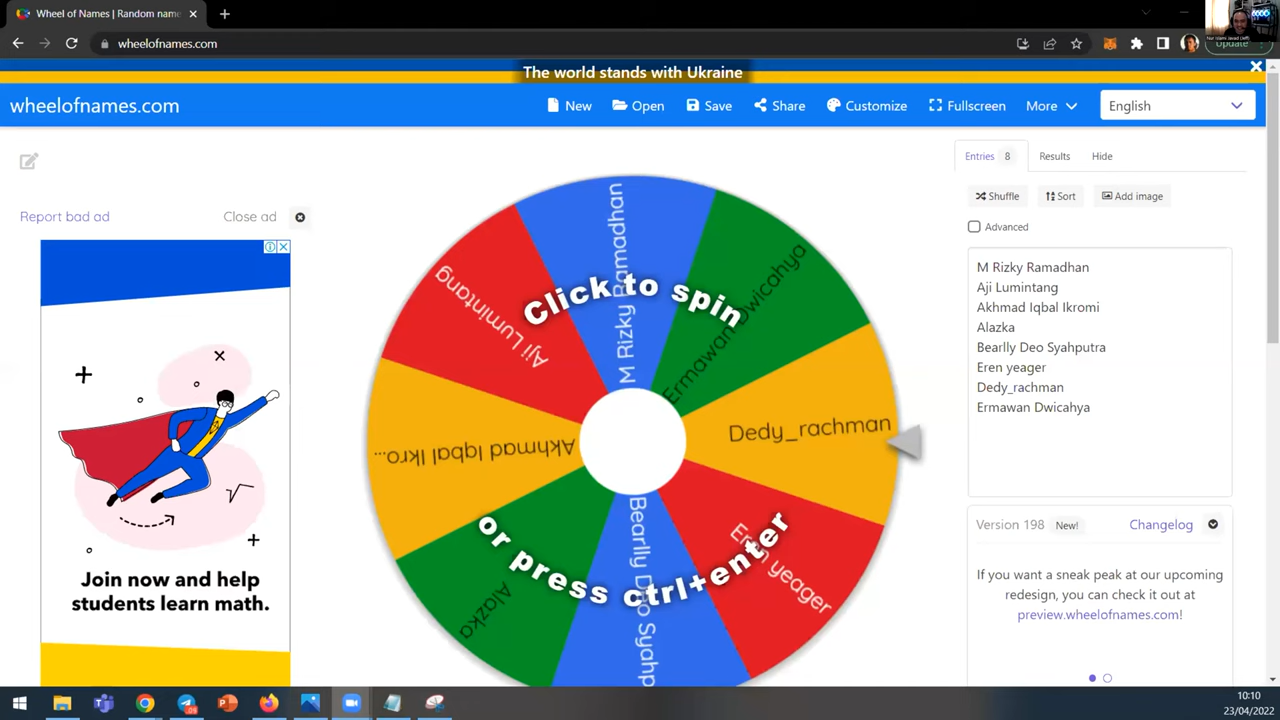 Wheel of Names | Random name
wheelofnames.com
Update
The world stands with Ukraine
wheelofnames.com
New
Open
Save
Share
Customize
Fullscreen
More
English
Report bad ad
Close ad
Join now and help
students learn math.
Click to spin
or press ctrl+enter
M Rizky Ramadhan
Ermawan Dwicahya
Dedy_rachman
Eren yeager
Bearlly Deo Syahp
Alazka
Akhmad Iqbal Ikro...
Aji Lumintang
Entries 8
Results
Hide
Shuffle
Sort
Add image
Advanced
M Rizky Ramadhan
Aji Lumintang
Akhmad Iqbal Ikromi
Alazka
Bearlly Deo Syahputra
Eren yeager
Dedy_rachman
Ermawan Dwicahya
Version 198 New!
Changelog
If you want a sneak peak at our upcoming
redesign, you can check it out at
preview.wheelofnames.com!
10:10
23/04/2022